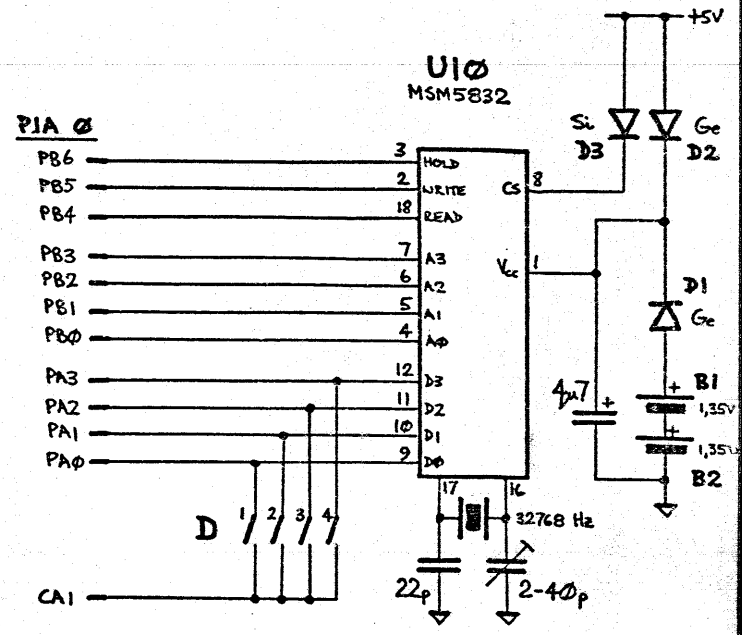 +5V
U1Ø
MSM5832
Si
D3
Ge
D2
PIA Ø
PB6 3 HOLD
PB5 2 WRITE CS 8
PB4 18 READ
PB3 7 A3
PB2 6 A2 Vcc 1
PB1 5 A1
PBØ 4 AØ
D1
Ge
PA3 12 D3
PA2 11 D2
PA1 10 D1
PAØ 9 DØ
4µ7 +
+ B1
1,35V
+
1,35V
B2
17 16
32768 Hz
D 1 2 3 4
22p 2-4Øp
CA1